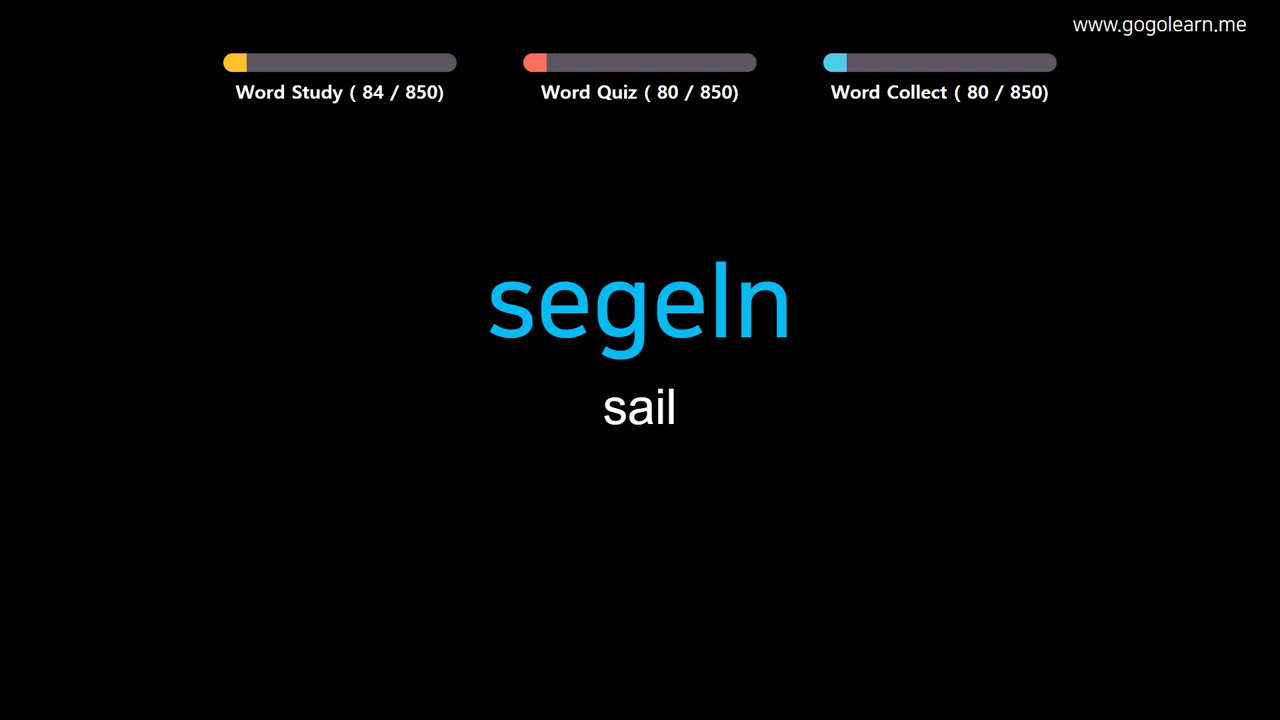 www.gogolearn.me
Word Study ( 84 / 850)
Word Quiz ( 80 / 850)
Word Collect ( 80 / 850)
segeln
sail